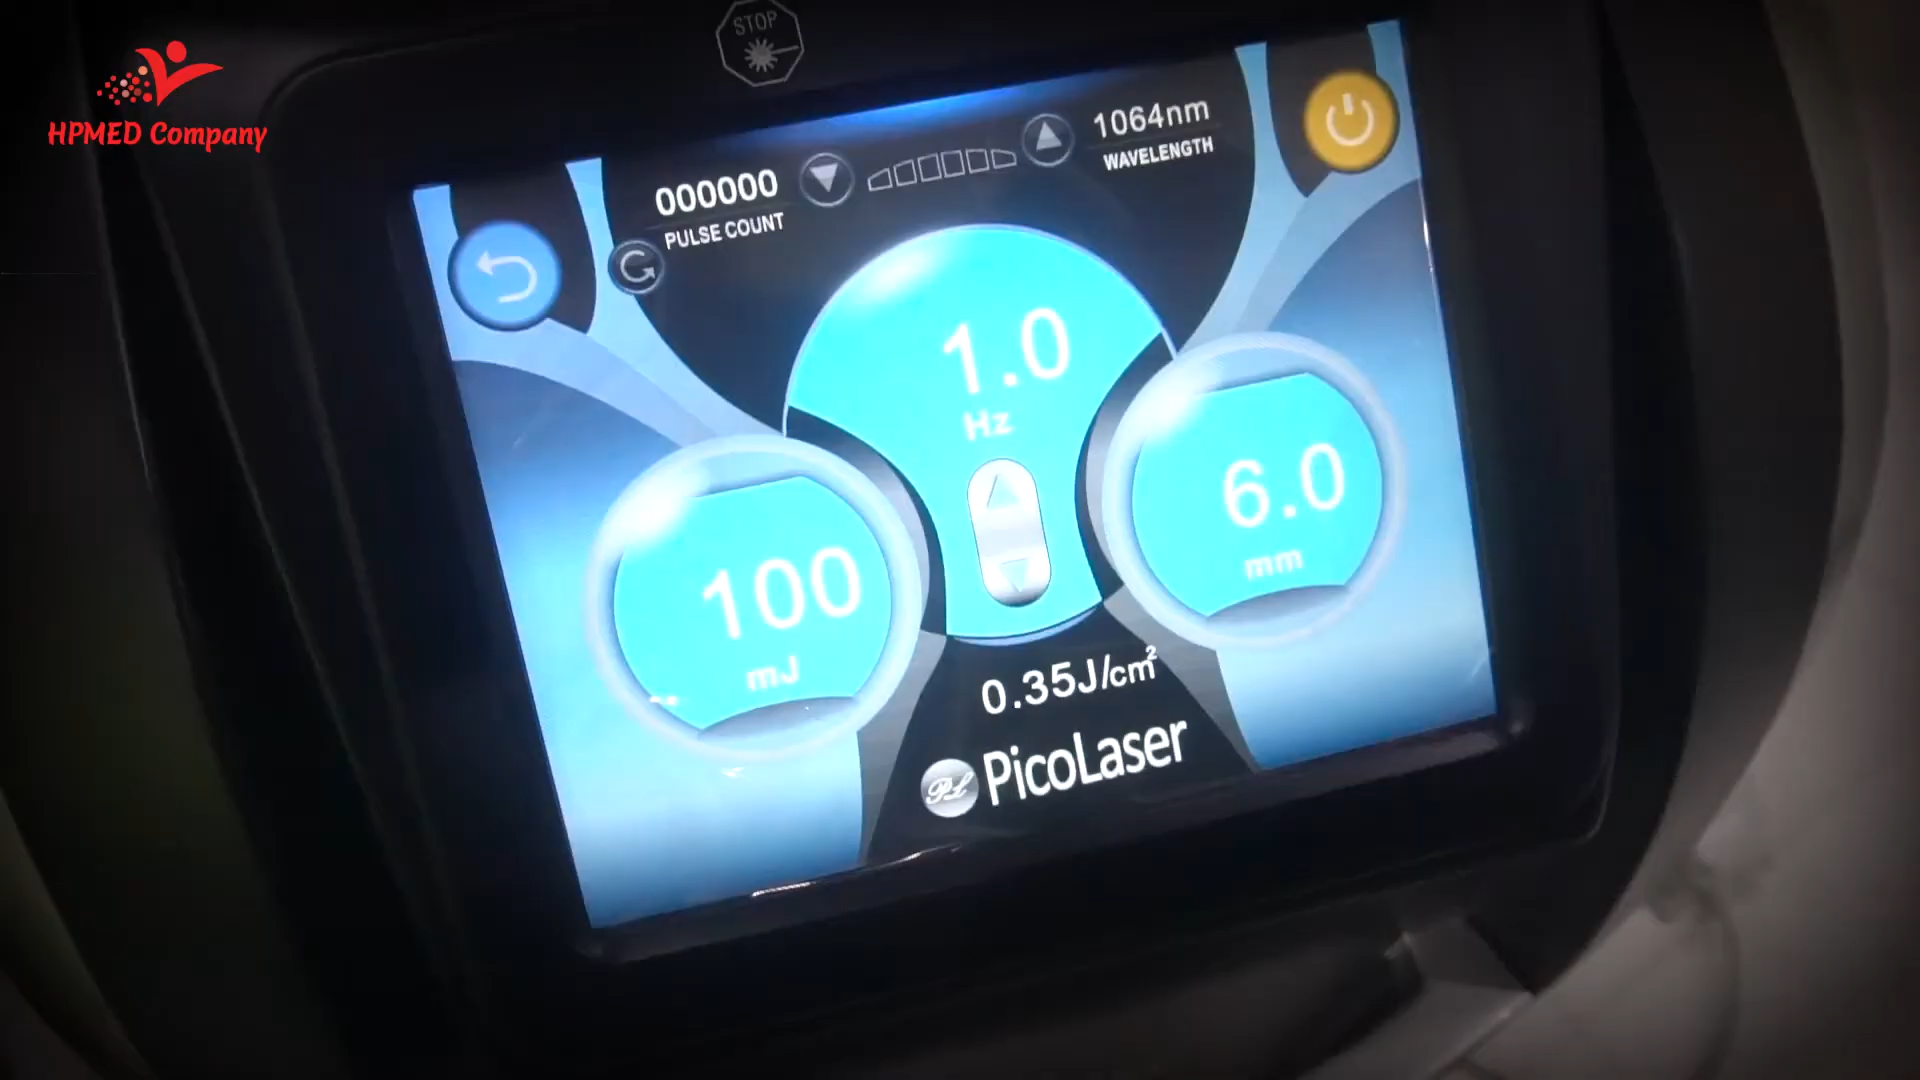 STOP
HPMED Company
1064nm
WAVELENGTH
000000
PULSE COUNT
1.0
Hz
6.0
mm
100
mJ
0.35J/cm²
PL PicoLaser